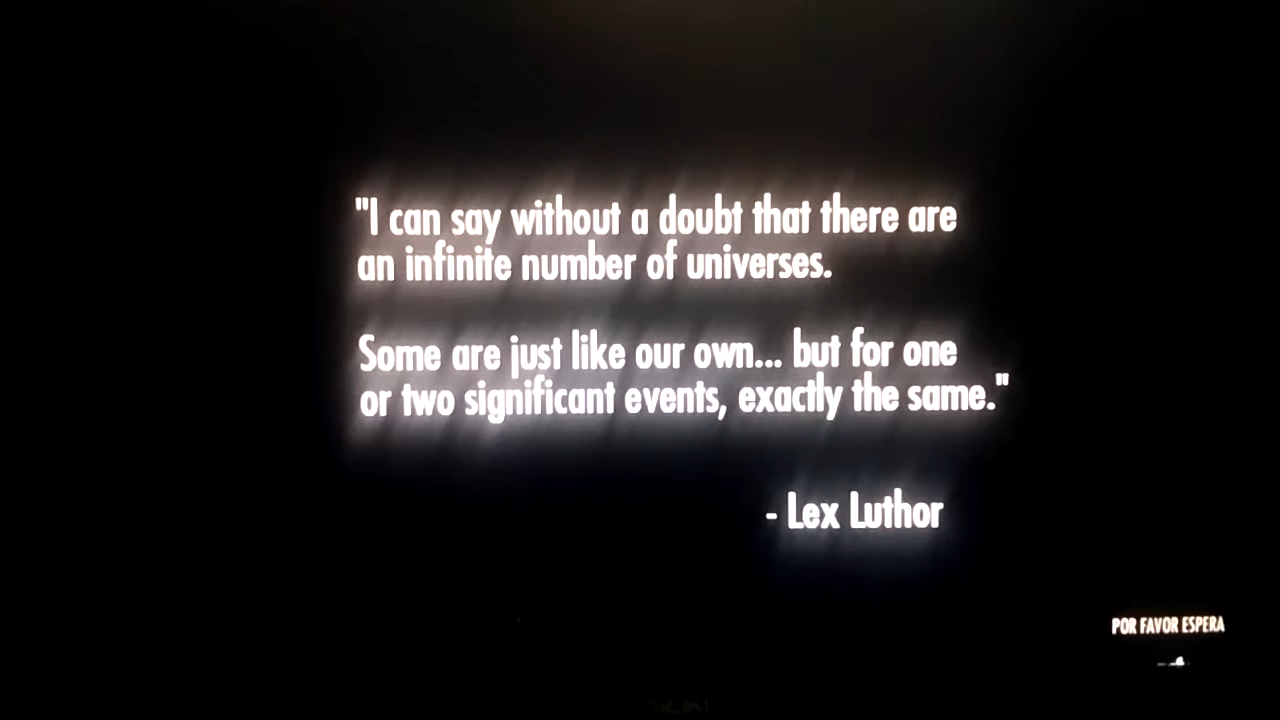 "I can say without a doubt that there are
an infinite number of universes.
Some are just like our own... but for one
or two significant events, exactly the same."
- Lex Luthor
POR FAVOR ESPERA